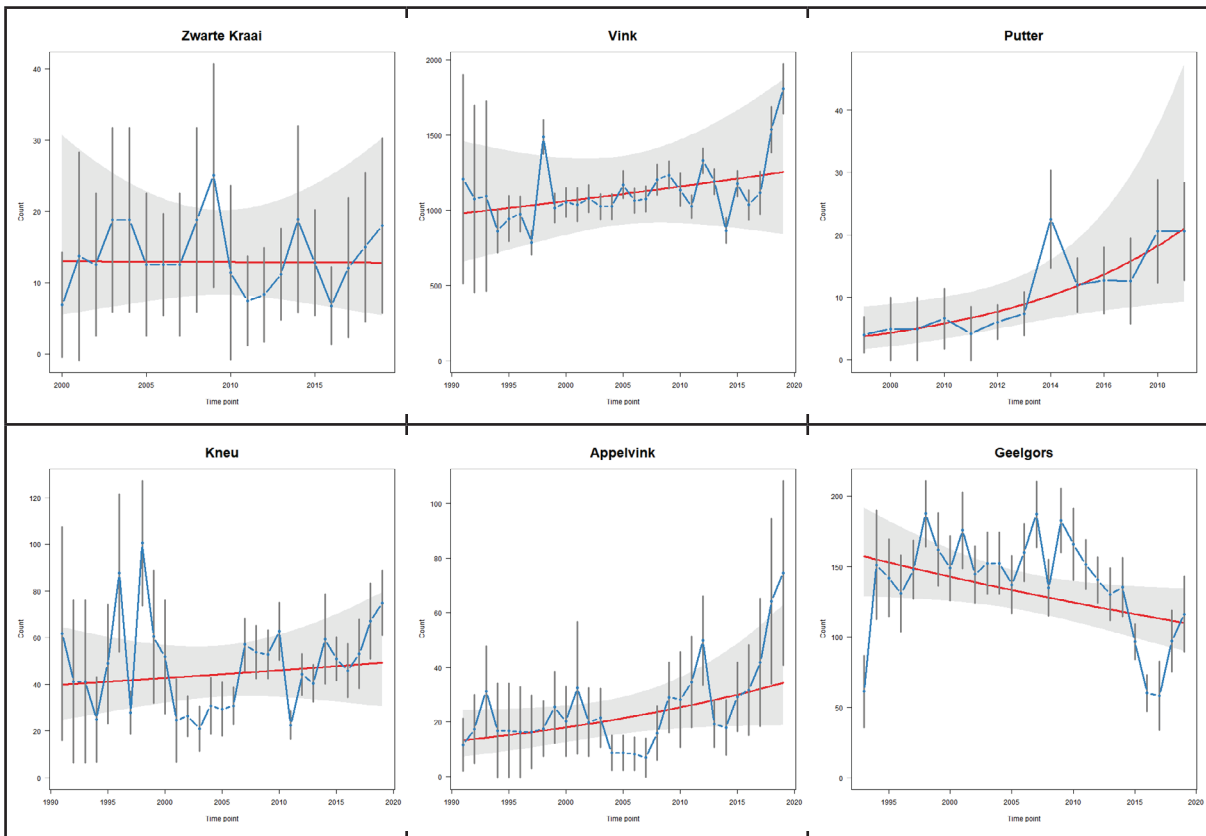 Zwarte Kraai
Count
40
30
20
10
0
2000 2005 2010 2015
Time point
Vink
Count
2000
1500
1000
500
0
1990 1995 2000 2005 2010 2015 2020
Time point
Putter
Count
40
30
20
10
0
2008 2010 2012 2014 2016 2018
Time point
Kneu
Count
120
100
80
60
40
20
0
1990 1995 2000 2005 2010 2015 2020
Time point
Appelvink
Count
100
80
60
40
20
0
1990 1995 2000 2005 2010 2015 2020
Time point
Geelgors
Count
200
150
100
50
0
1995 2000 2005 2010 2015 2020
Time point